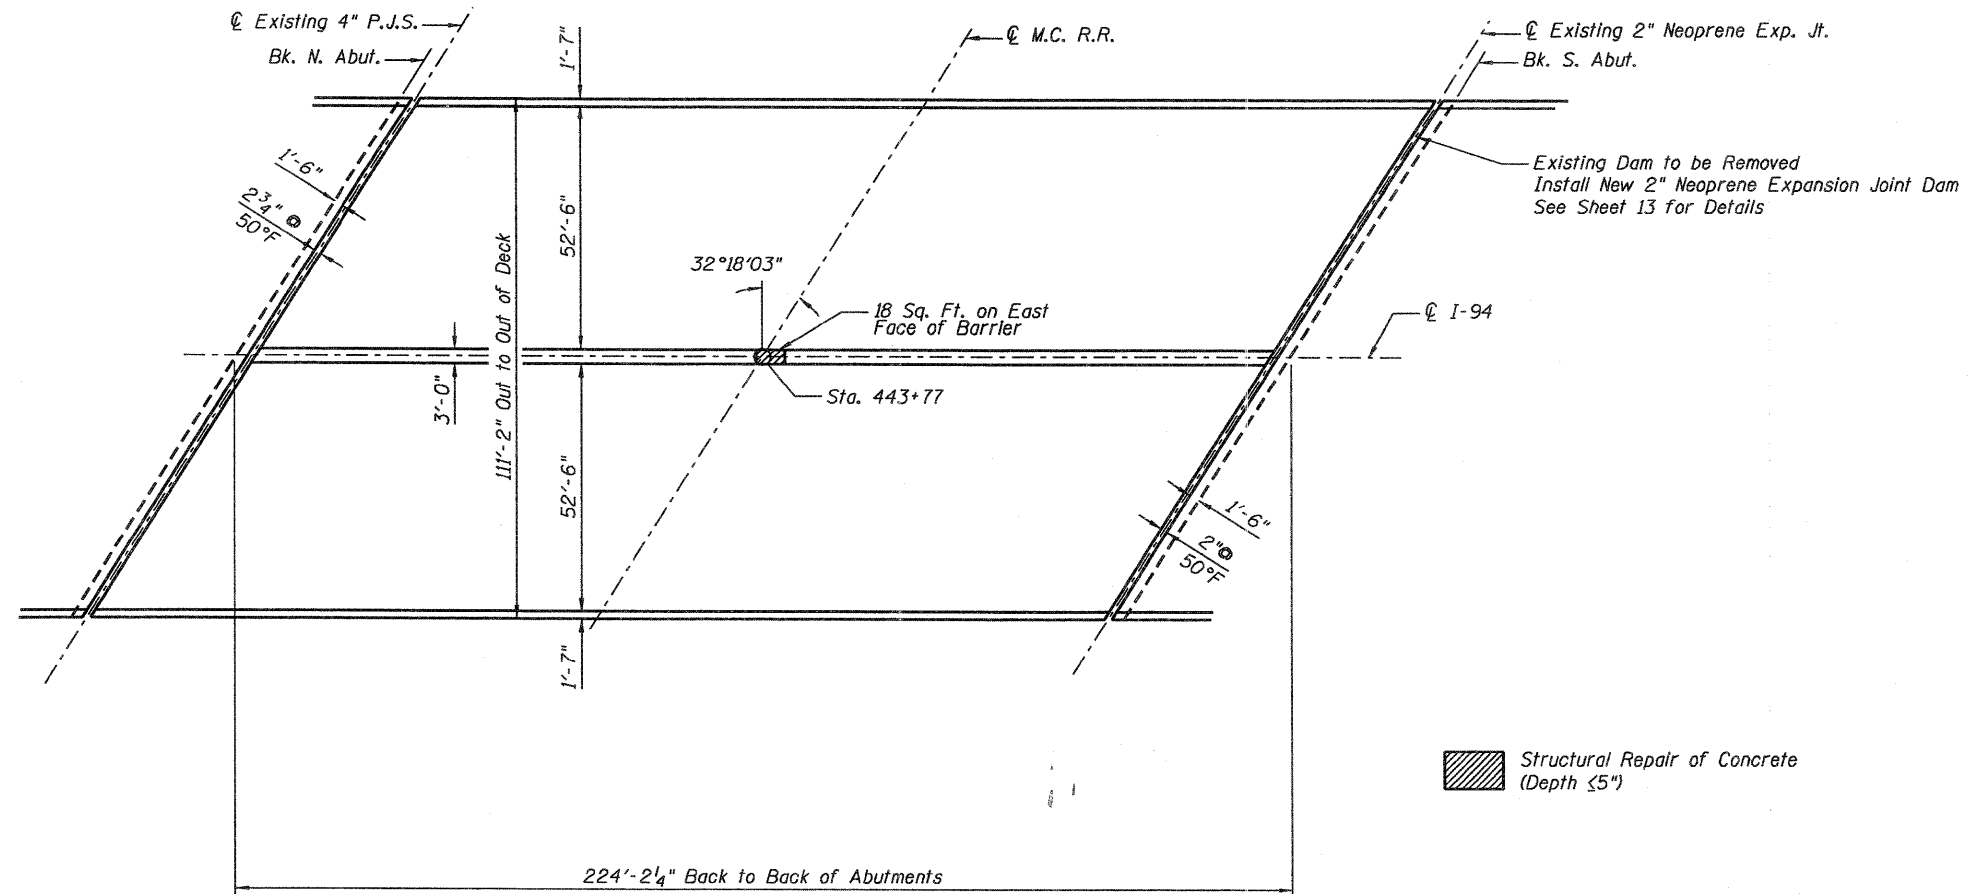 ℄ Existing 4" P.J.S.
Bk. N. Abut.
1'-7"
℄ M.C. R.R.
℄ Existing 2" Neoprene Exp. Jt.
Bk. S. Abut.
Existing Dam to be Removed
Install New 2" Neoprene Expansion Joint Dam
See Sheet 13 for Details
1'-6"
2¾" @
50°F
52'-6"
111'-2" Out to Out of Deck
32°18'03"
18 Sq. Ft. on East
Face of Barrier
℄ I-94
3'-0"
Sta. 443+77
52'-6"
1'-6"
2" @
50°F
1'-7"
Structural Repair of Concrete
(Depth ≤5")
224'-2¼" Back to Back of Abutments